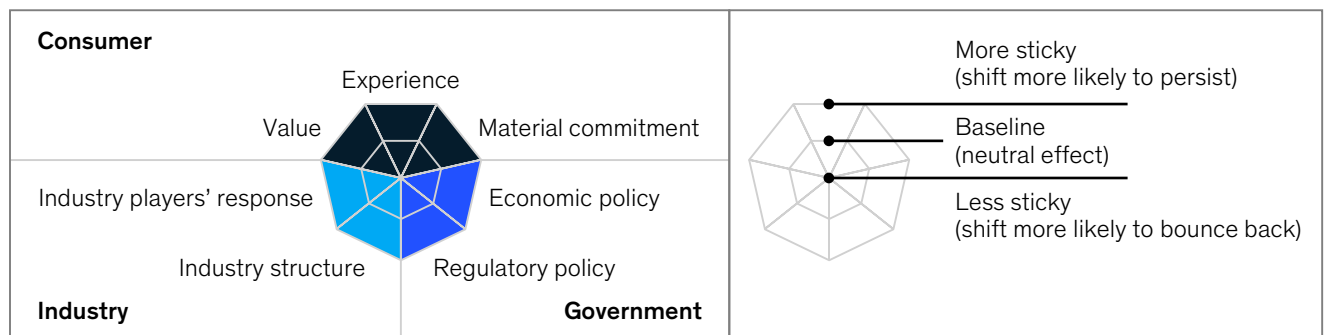 Consumer
Experience
Value
Material commitment
Industry players’ response
Economic policy
Industry structure
Regulatory policy
Industry
Government
More sticky
(shift more likely to persist)
Baseline
(neutral effect)
Less sticky
(shift more likely to bounce back)